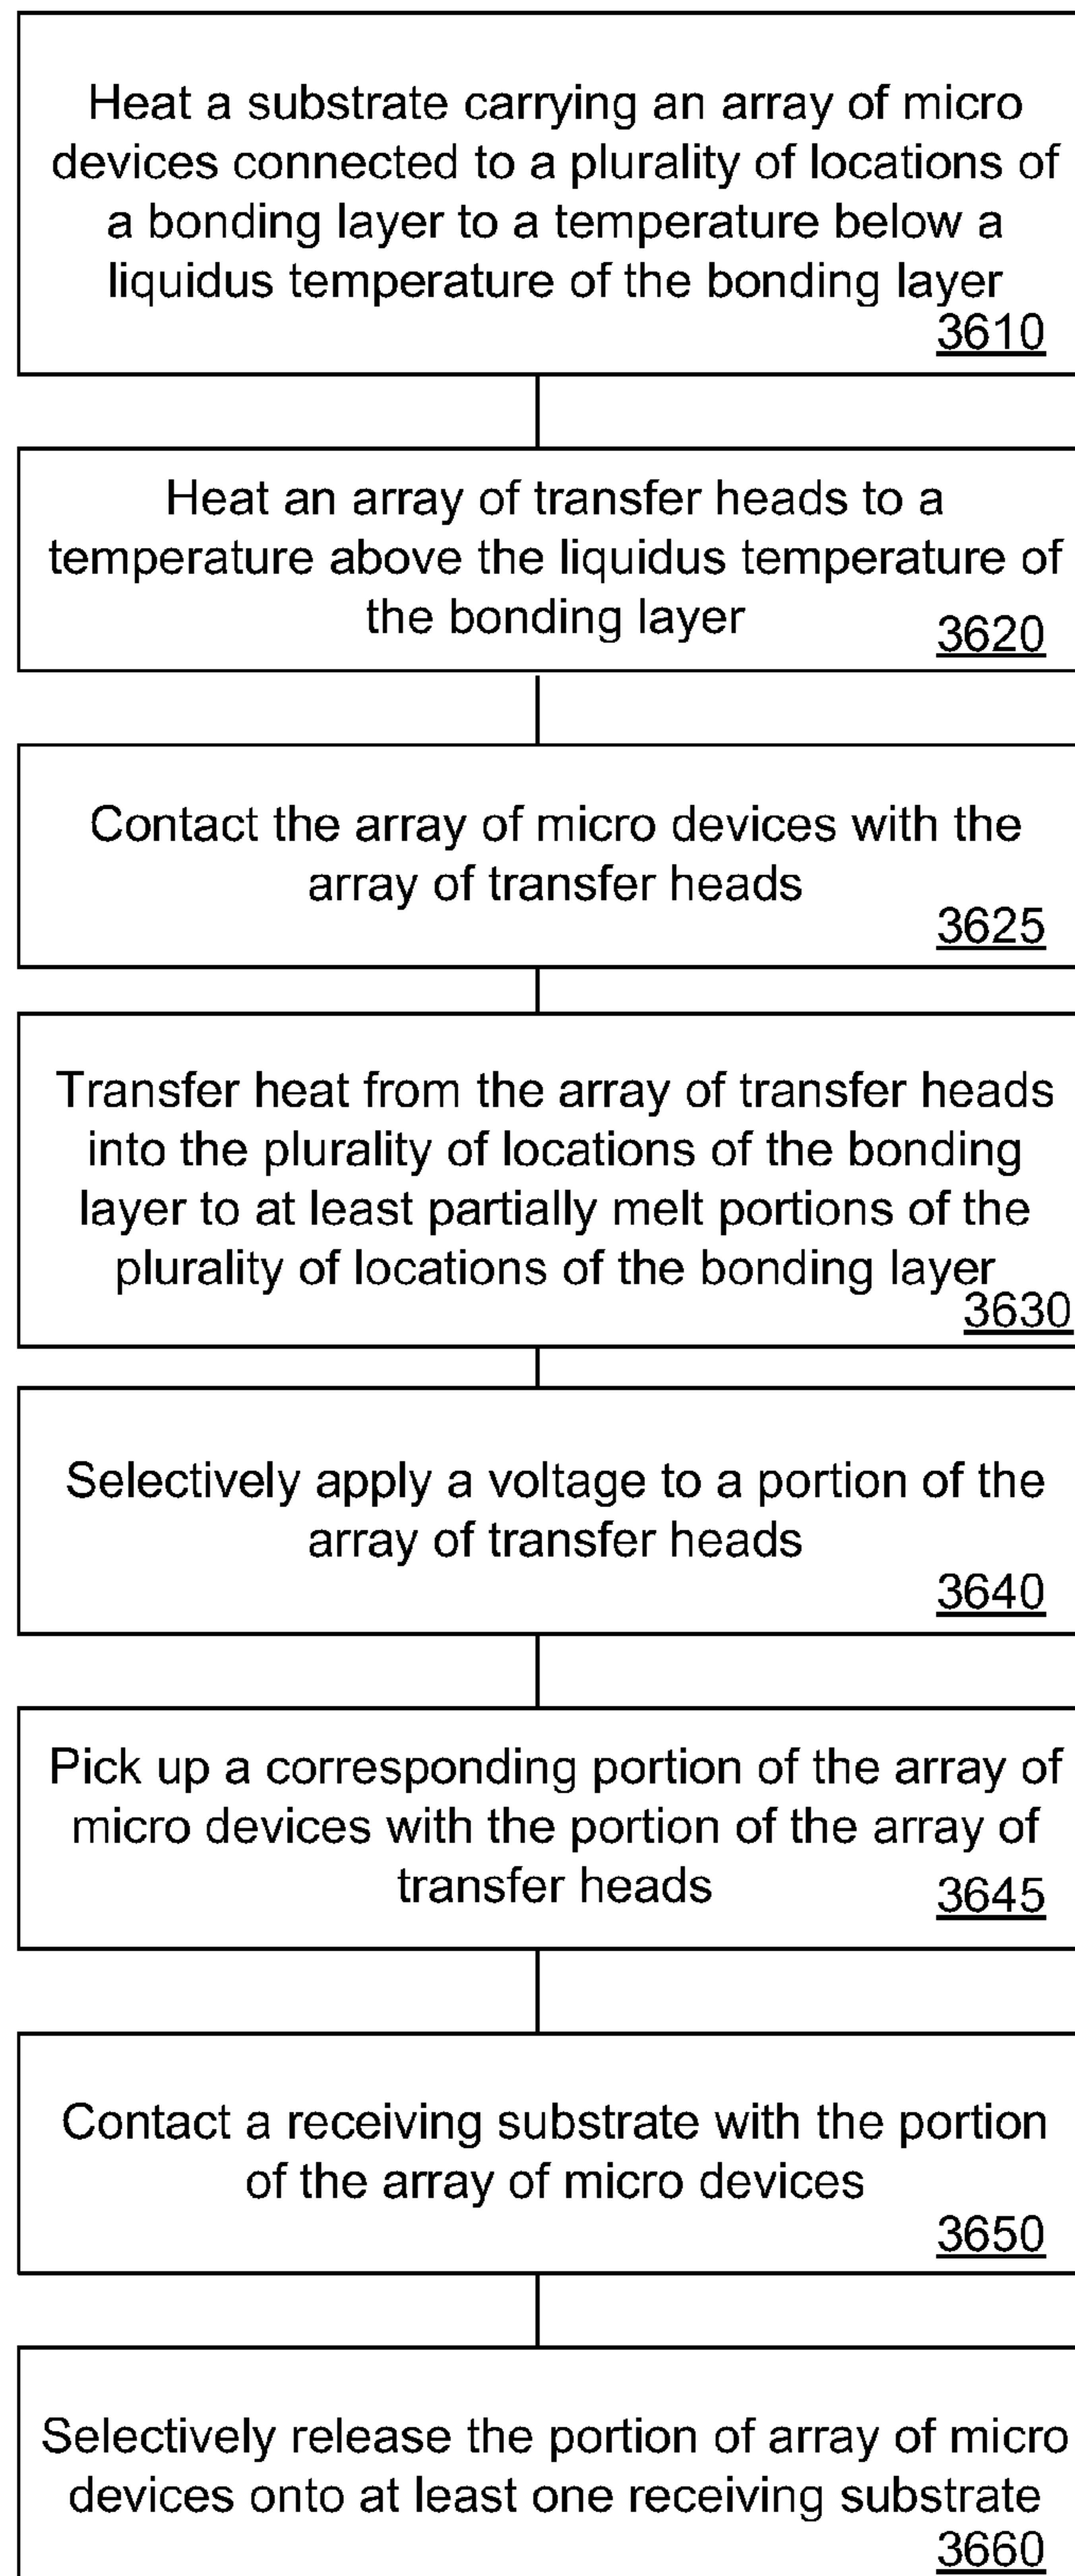 Heat a substrate carrying an array of micro
devices connected to a plurality of locations of
a bonding layer to a temperature below a
liquidus temperature of the bonding layer
3610
Heat an array of transfer heads to a
temperature above the liquidus temperature of
the bonding layer
3620
Contact the array of micro devices with the
array of transfer heads
3625
Transfer heat from the array of transfer heads
into the plurality of locations of the bonding
layer to at least partially melt portions of the
plurality of locations of the bonding layer
3630
Selectively apply a voltage to a portion of the
array of transfer heads
3640
Pick up a corresponding portion of the array of
micro devices with the portion of the array of
transfer heads
3645
Contact a receiving substrate with the portion
of the array of micro devices
3650
Selectively release the portion of array of micro
devices onto at least one receiving substrate
3660